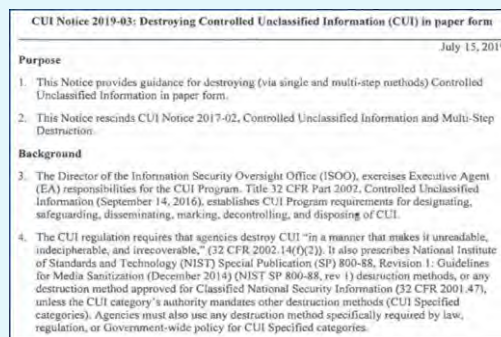 CUI Notice 2019-03: Destroying Controlled Unclassified Information (CUI) in paper form
July 15, 201
Purpose
1. This Notice provides guidance for destroying (via single and multi-step methods) Controlled
Unclassified Information in paper form.
2. This Notice rescinds CUI Notice 2017-02, Controlled Unclassified Information and Multi-Step
Destruction.
Background
3. The Director of the Information Security Oversight Office (ISOO), exercises Executive Agent
(EA) responsibilities for the CUI Program. Title 32 CFR Part 2002, Controlled Unclassified
Information (September 14, 2016), establishes CUI Program requirements for designating,
safeguarding, disseminating, marking, decontrolling, and disposing of CUI.
4. The CUI regulation requires that agencies destroy CUI "in a manner that makes it unreadable,
indecipherable, and irrecoverable," (32 CFR 2002.14(f)(2)). It also prescribes National Institute
of Standards and Technology (NIST) Special Publication (SP) 800-88, Revision 1: Guidelines
for Media Sanitization (December 2014) (NIST SP 800-88, rev 1) destruction methods, or any
destruction method approved for Classified National Security Information (32 CFR 2001.47),
unless the CUI category's authority mandates other destruction methods (CUI Specified
categories). Agencies must also use any destruction method specifically required by law,
regulation, or Government-wide policy for CUI Specified categories.